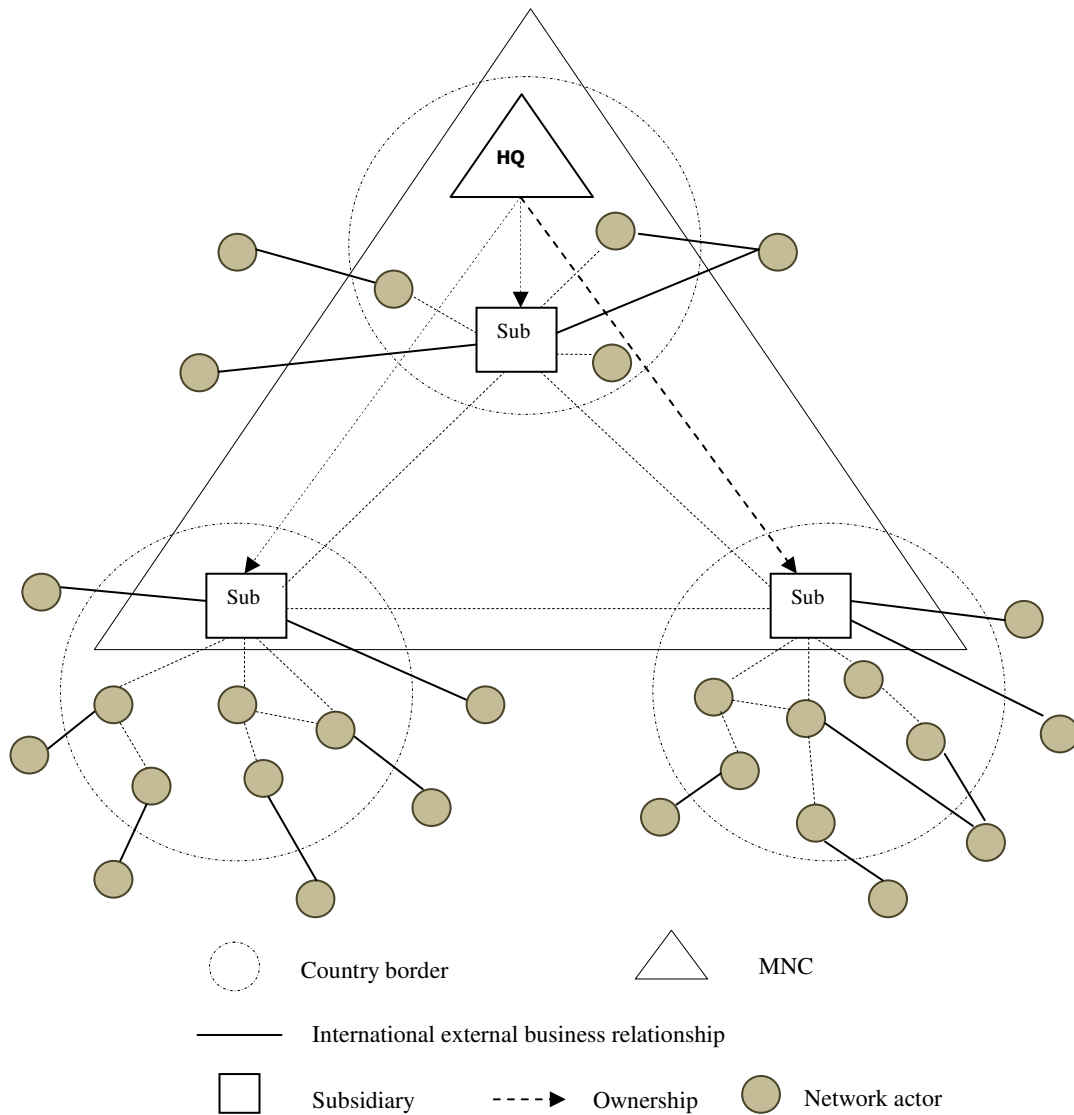 HQ
Sub
Sub
Sub
Country border
MNC
International external business relationship
Subsidiary
Ownership
Network actor